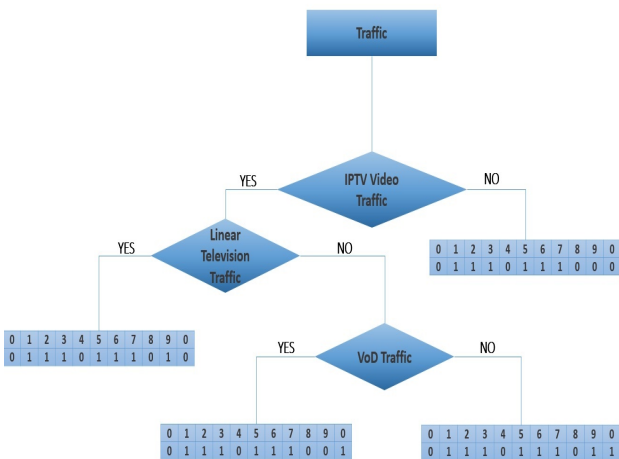 Traffic
IPTV Video
Traffic
YES
NO
Linear
Television
Traffic
YES
NO
0 1 2 3 4 5 6 7 8 9 0
0 1 1 1 0 1 1 1 0 0 0
0 1 2 3 4 5 6 7 8 9 0
0 1 1 1 0 1 1 1 0 1 0
VoD Traffic
YES
NO
0 1 2 3 4 5 6 7 8 9 0
0 1 1 1 0 1 1 1 0 0 1
0 1 2 3 4 5 6 7 8 9 0
0 1 1 1 0 1 1 1 0 1 1